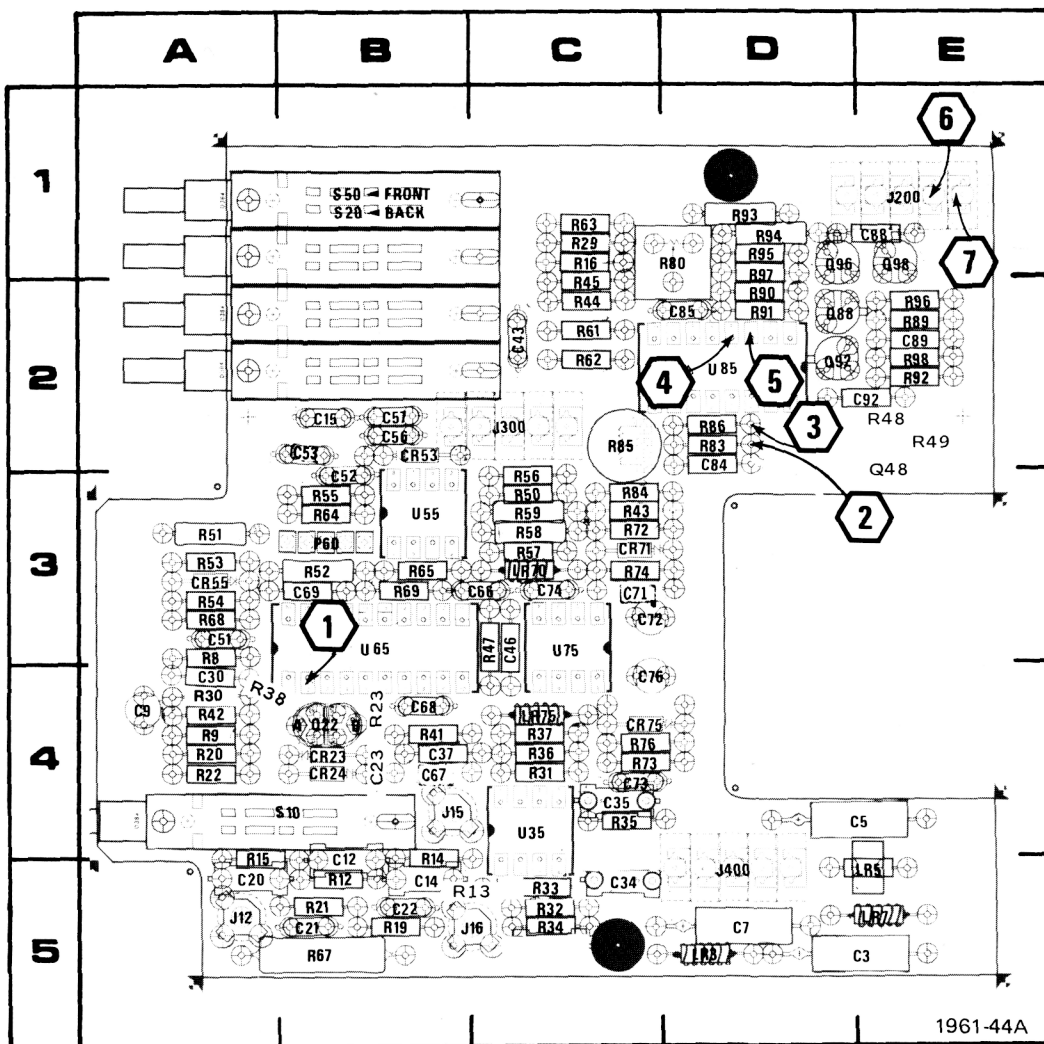 A B C D E
1
6
S50 ◄ FRONT
S20 ◄ BACK
J200
R93
R63 R94 C88
R29 R95
R16 R80 R97 Q96 Q98 7
R45 R90
R44 C85 R91 R96
C43 R61 Q88 R89
C89
2
R62 4 U85 5 Q92 R98
R92
C92
C15 C57 R86 3 R48
C56 J300 R85 R83 R49
C53 CR53 C84
C52 R56 Q48
R55 R50 R84
R64 U55 R59 R43 2
R51 R58 R72
P60 R57 CR71
3
R53 R52 R65 LR70 R74
CR55
R54 C69 R69 C66 C74 C71
R68 C72
C51 1 U65 R47 C46 U75
R8
C30 C76
R30 R38
C9 R42 A Q22 B R23 C68 LR75
R9 R41 R37 CR75
R20 CR23 C37 R36 R76
4
R22 CR24 C23 C67 R31 R73
C73
S10 J15 C35
U35 R35 C5
R15 C12 R14
C20 R12 C14 R13 R33 C34 J400 LR5
J12 R21 C22 R32 LR7
C21 R19 J16 R34 C7
5
R67 LR3 C3
1961-44A